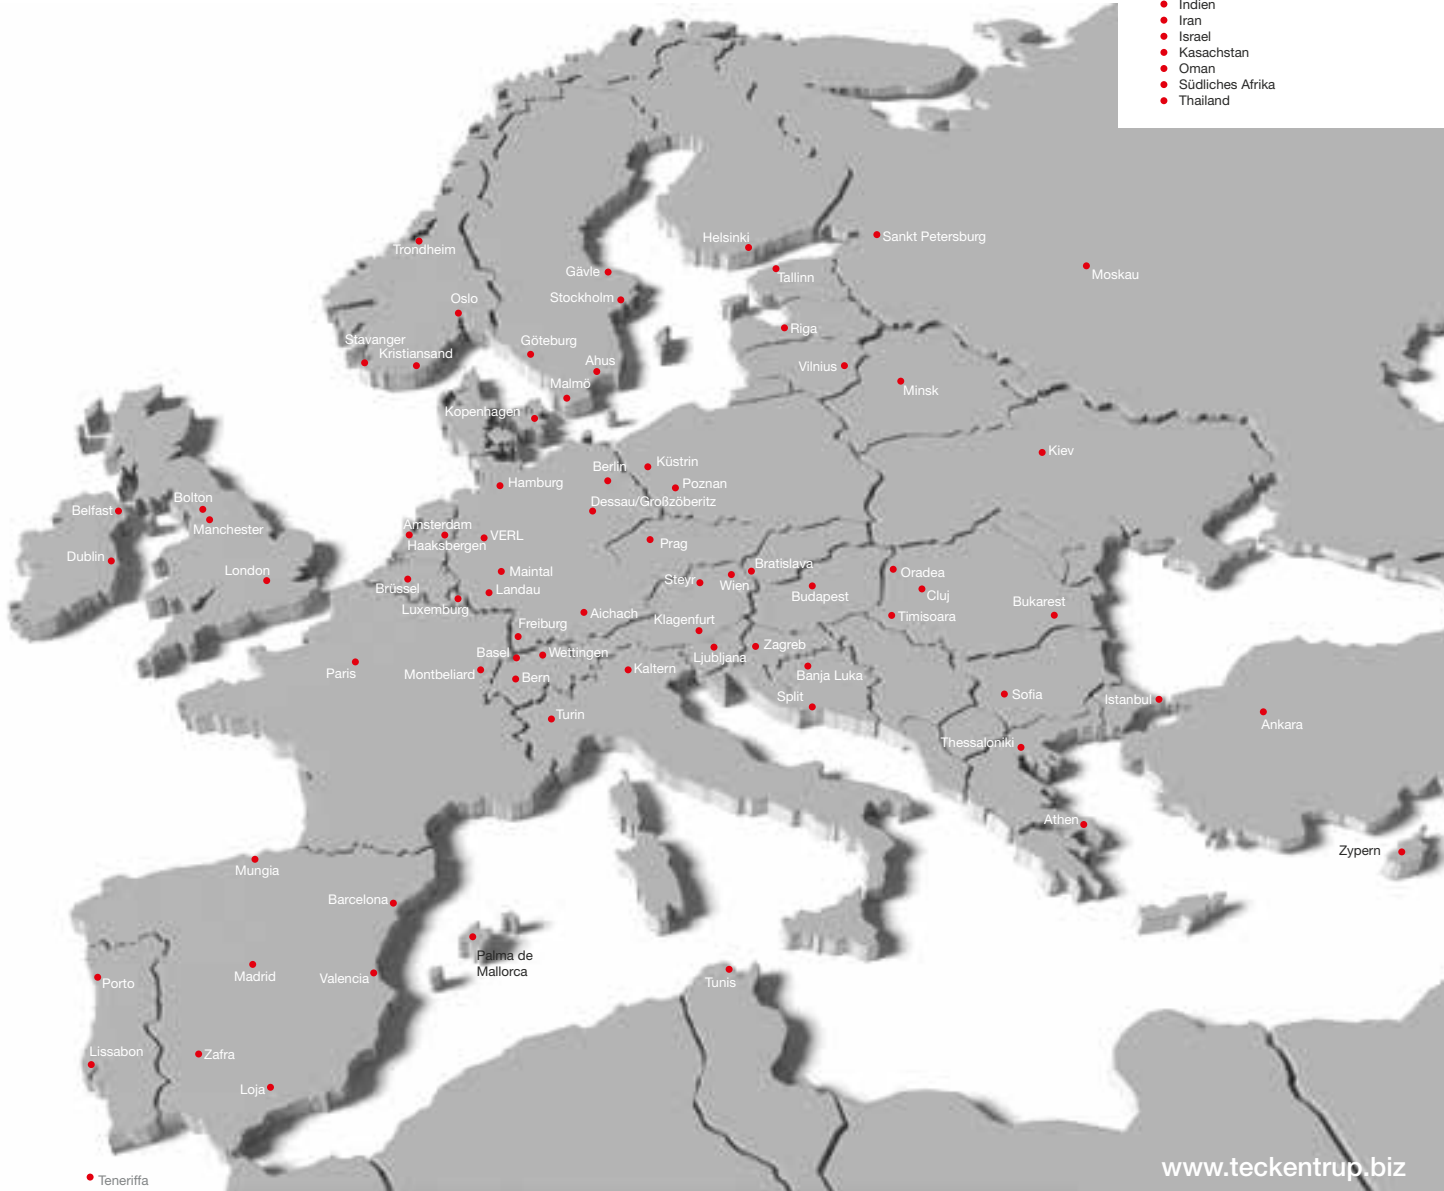 Indien
Iran
Israel
Kasachstan
Oman
Südliches Afrika
Thailand
Trondheim
Helsinki
Sankt Petersburg
Moskau
Gävle
Tallinn
Oslo
Stockholm
Riga
Stavanger
Kristiansand
Göteburg
Ahus
Vilnius
Minsk
Malmö
Kopenhagen
Kiev
Küstrin
Berlin
Hamburg
Poznan
Dessau/Großzöberitz
Bolton
Belfast
Manchester
Amsterdam
Haaksbergen
VERL
Prag
Dublin
London
Maintal
Bratislava
Steyr
Wien
Oradea
Brüssel
Landau
Budapest
Cluj
Luxemburg
Aichach
Klagenfurt
Timisoara
Bukarest
Freiburg
Basel
Wettingen
Ljubljana
Zagreb
Paris
Montbeliard
Bern
Kaltern
Banja Luka
Split
Sofia
Istanbul
Turin
Ankara
Thessaloniki
Athen
Zypern
Mungia
Barcelona
Palma de
Mallorca
Porto
Madrid
Valencia
Tunis
Lissabon
Zafra
Loja
Teneriffa
www.teckentrup.biz